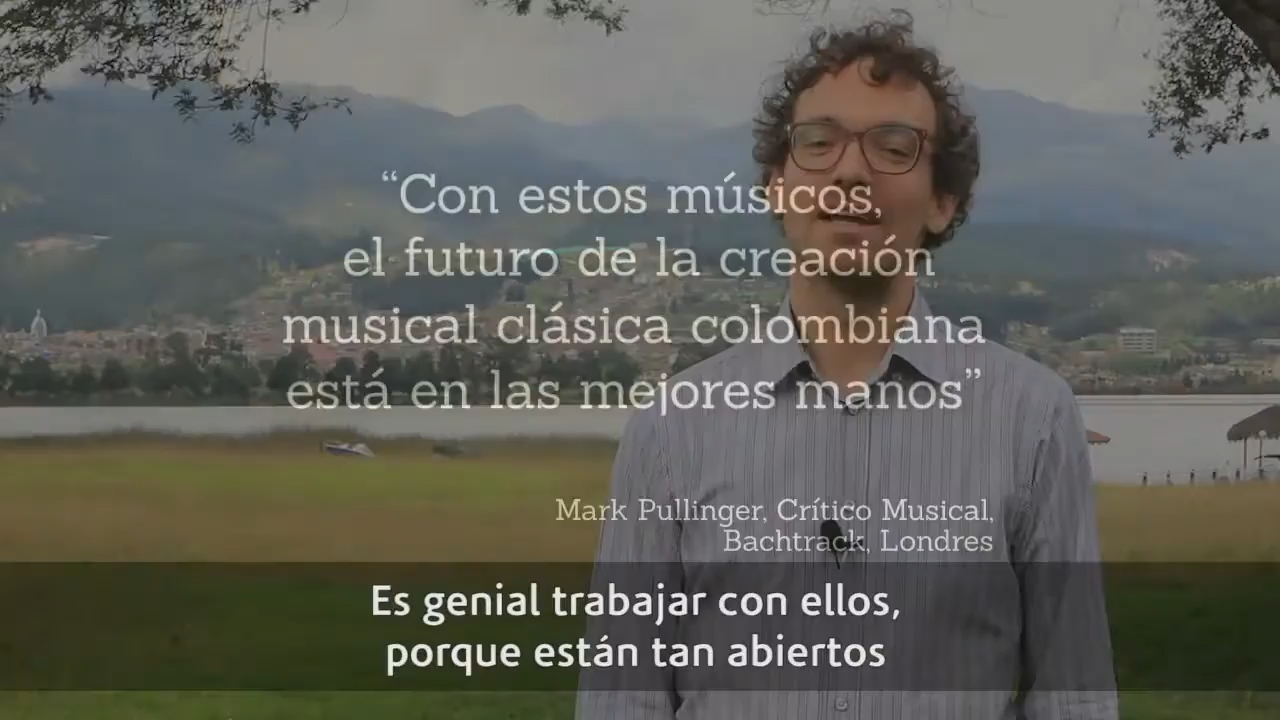 “Con estos músicos,
el futuro de la creación
musical clásica colombiana
está en las mejores manos”
Mark Pullinger, Crítico Musical,
Bachtrack, Londres
Es genial trabajar con ellos,
porque están tan abiertos